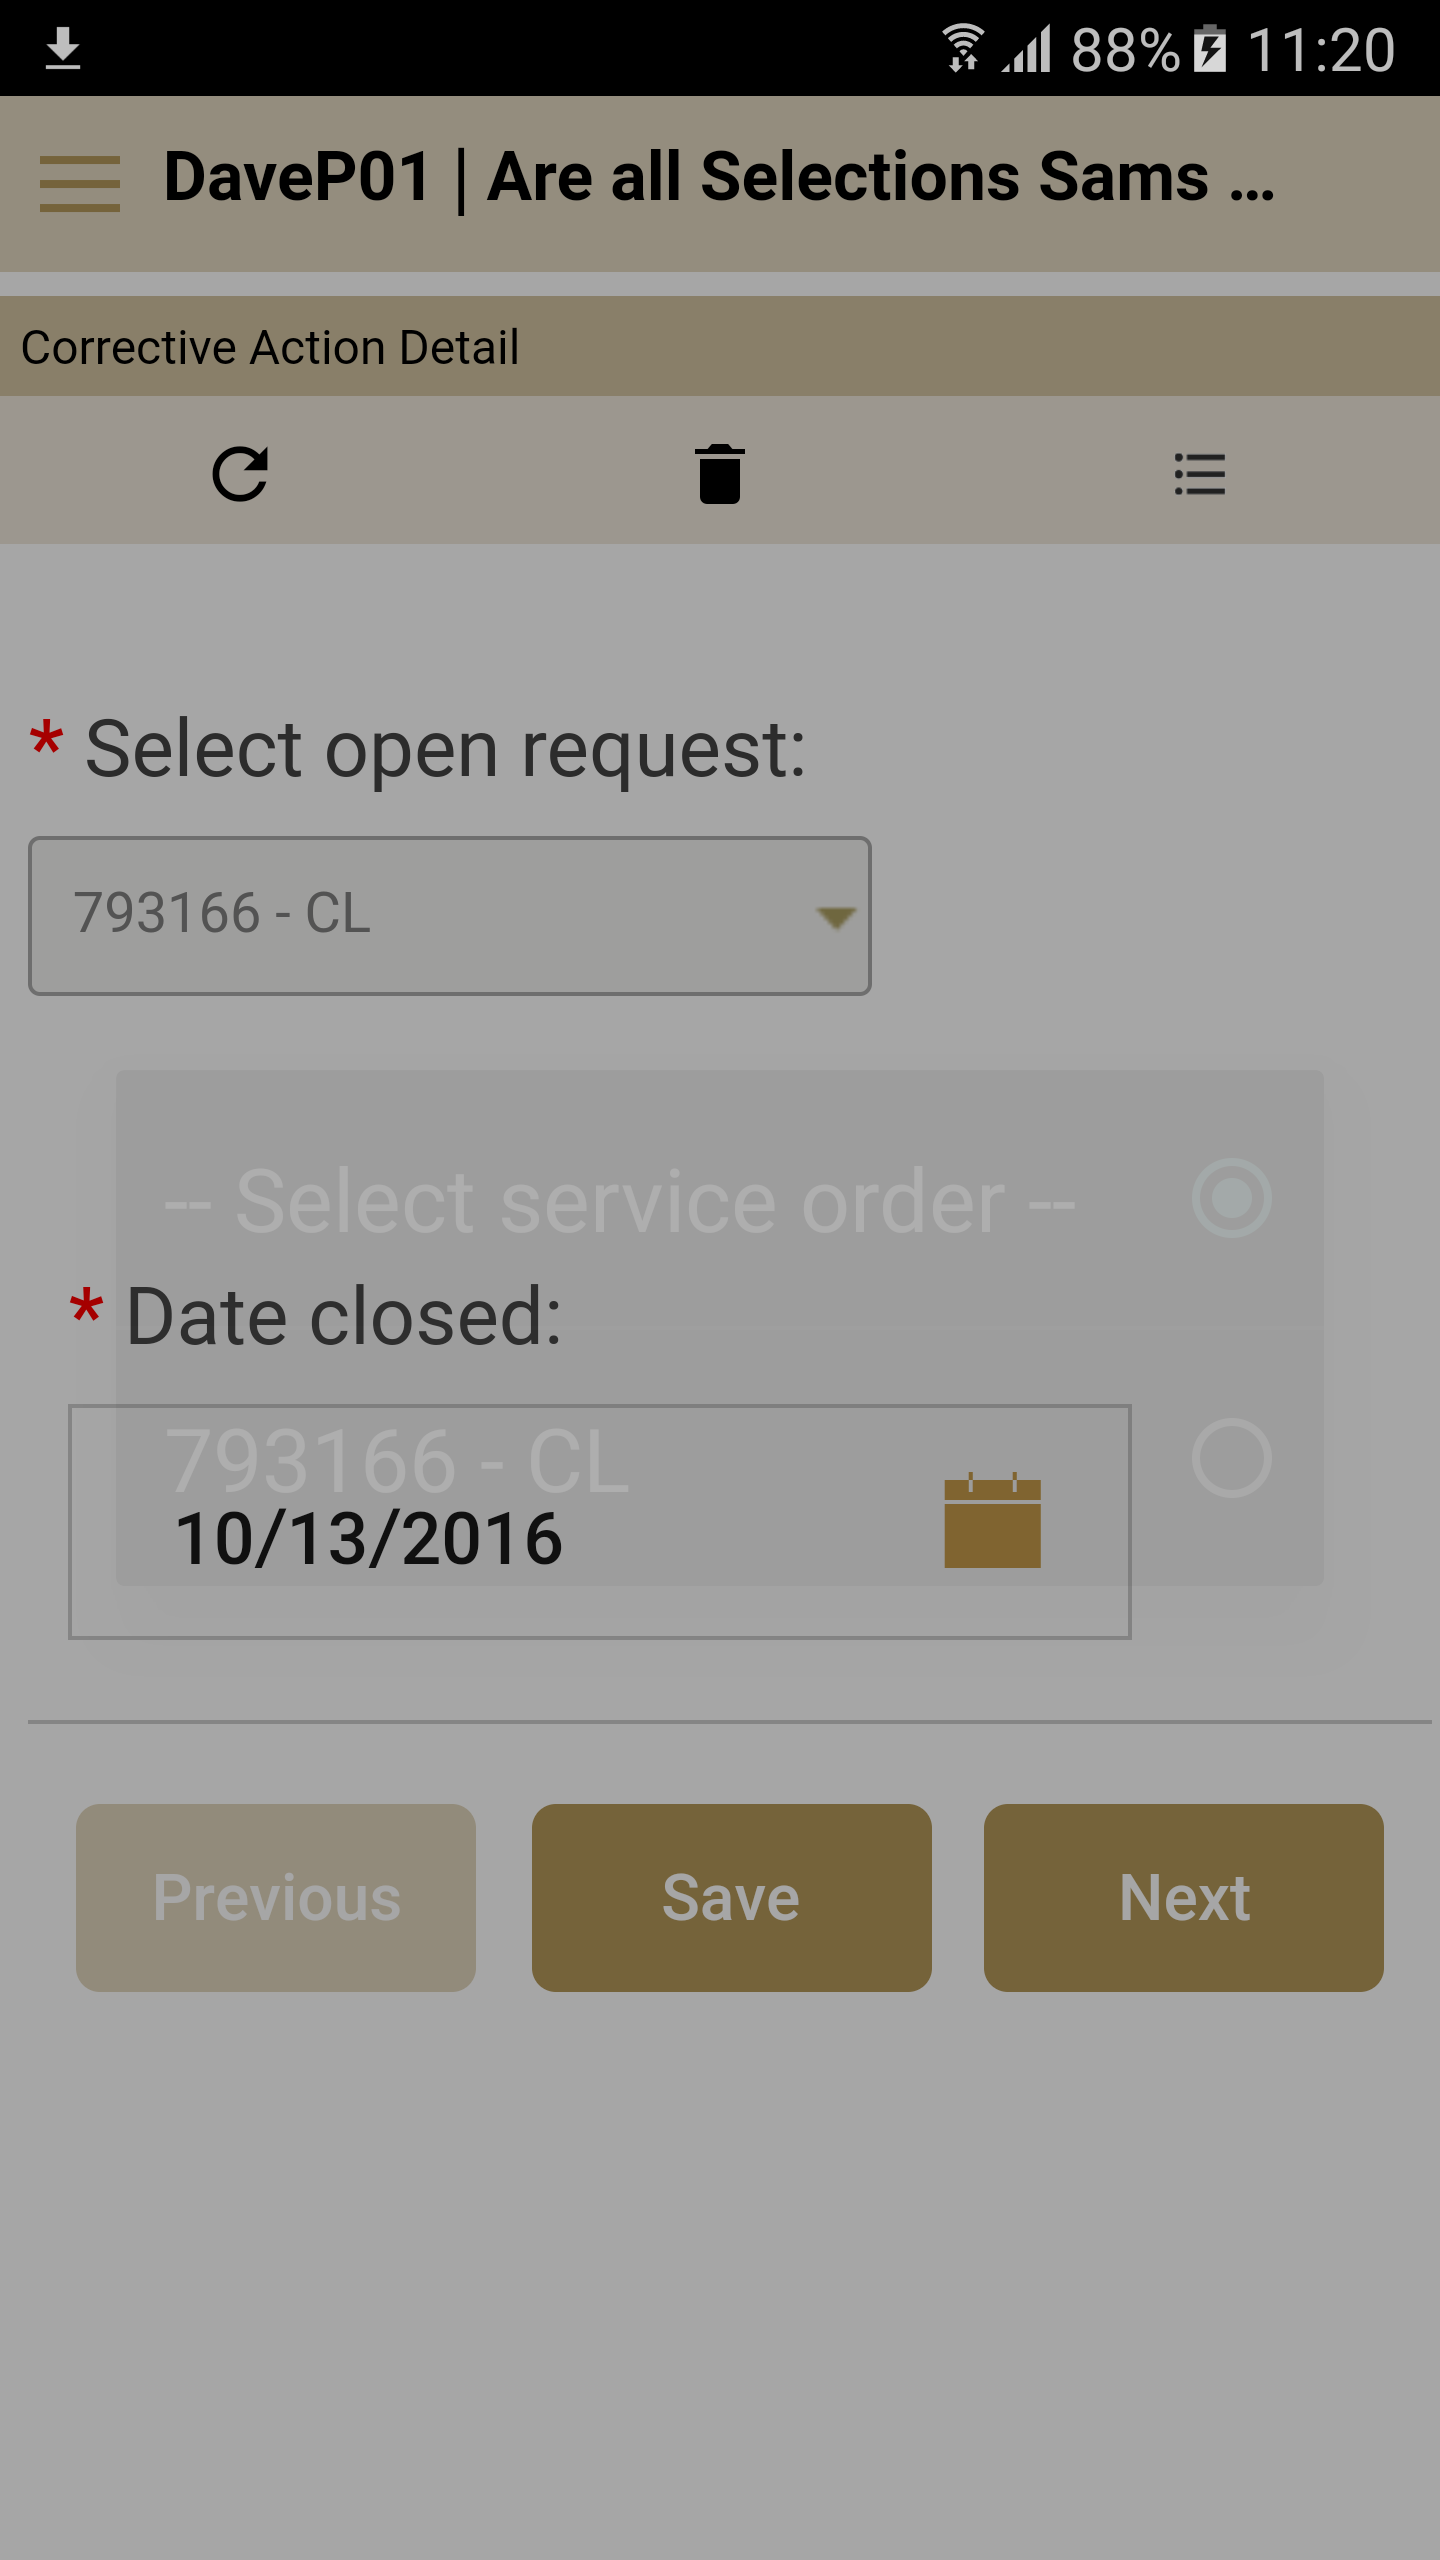 88% 11:20
DaveP01 | Are all Selections Sams ...
Corrective Action Detail
* Select open request:
793166 - CL
-- Select service order --
* Date closed:
793166 - CL
10/13/2016
Previous Save Next